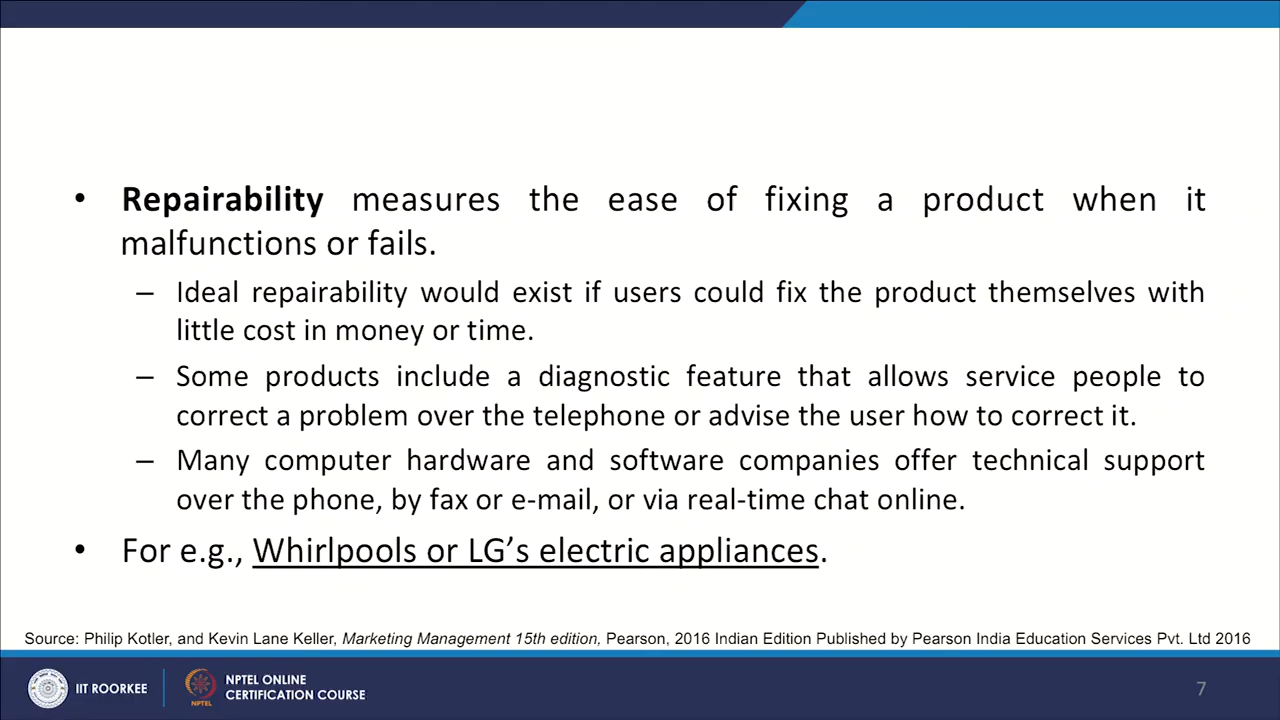 • Repairability measures the ease of fixing a product when it
malfunctions or fails.
– Ideal repairability would exist if users could fix the product themselves with
little cost in money or time.
– Some products include a diagnostic feature that allows service people to
correct a problem over the telephone or advise the user how to correct it.
– Many computer hardware and software companies offer technical support
over the phone, by fax or e-mail, or via real-time chat online.
• For e.g., Whirlpools or LG’s electric appliances.
Source: Philip Kotler, and Kevin Lane Keller, Marketing Management 15th edition, Pearson, 2016 Indian Edition Published by Pearson India Education Services Pvt. Ltd 2016
IIT ROORKEE
NPTEL
NPTEL ONLINE
CERTIFICATION COURSE
7